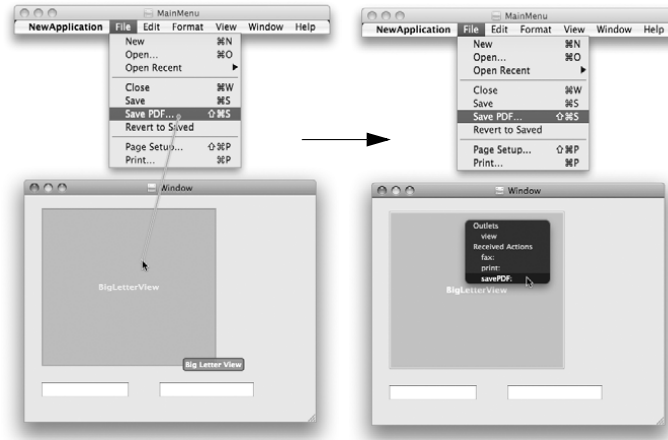 MainMenu
NewApplication File Edit Format View Window Help
New ⌘N
Open... ⌘O
Open Recent ▶
Close ⌘W
Save ⌘S
Save PDF... ⇧⌘S
Revert to Saved
Page Setup... ⇧⌘P
Print... ⌘P
Window
BigLetterView
Big Letter View
MainMenu
NewApplication File Edit Format View Window Help
New ⌘N
Open... ⌘O
Open Recent ▶
Close ⌘W
Save ⌘S
Save PDF... ⇧⌘S
Revert to Saved
Page Setup... ⇧⌘P
Print... ⌘P
Window
Outlets
view
Received Actions
fax:
print:
savePDF:
BigLetterView